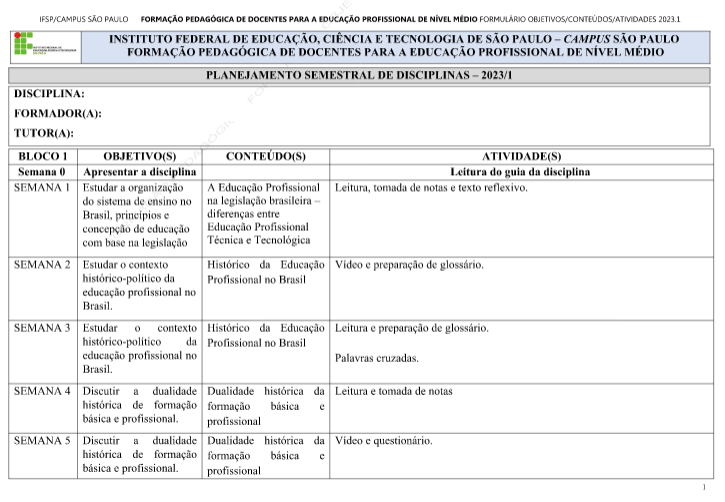 IFSP/CAMPUS SÃO PAULO FORMAÇÃO PEDAGÓGICA DE DOCENTES PARA A EDUCAÇÃO PROFISSIONAL DE NÍVEL MÉDIO FORMULÁRIO OBJETIVOS/CONTEÚDOS/ATIVIDADES 2023.1
INSTITUTO FEDERAL DE EDUCAÇÃO, CIÊNCIA E TECNOLOGIA DE SÃO PAULO – CAMPUS SÃO PAULO
FORMAÇÃO PEDAGÓGICA DE DOCENTES PARA A EDUCAÇÃO PROFISSIONAL DE NÍVEL MÉDIO
PLANEJAMENTO SEMESTRAL DE DISCIPLINAS – 2023/1
DISCIPLINA:
FORMADOR(A):
TUTOR(A):
BLOCO 1 OBJETIVO(S) CONTEÚDO(S) ATIVIDADE(S)
Semana 0 Apresentar a disciplina Leitura do guia da disciplina
SEMANA 1
Estudar a organização
do sistema de ensino no
Brasil, princípios e
concepção de educação
com base na legislação
A Educação Profissional
na legislação brasileira –
diferenças entre
Educação Profissional
Técnica e Tecnológica
Leitura, tomada de notas e texto reflexivo.
SEMANA 2
Estudar o contexto
histórico-político da
educação profissional no
Brasil.
Histórico da Educação
Profissional no Brasil
Vídeo e preparação de glossário.
SEMANA 3
Estudar o contexto
histórico-político da
educação profissional no
Brasil.
Histórico da Educação
Profissional no Brasil
Leitura e preparação de glossário.
Palavras cruzadas.
SEMANA 4
Discutir a dualidade
histórica de formação
básica e profissional.
Dualidade histórica da
formação básica e
profissional
Leitura e tomada de notas
SEMANA 5
Discutir a dualidade
histórica de formação
básica e profissional.
Dualidade histórica da
formação básica e
profissional
Vídeo e questionário.
1